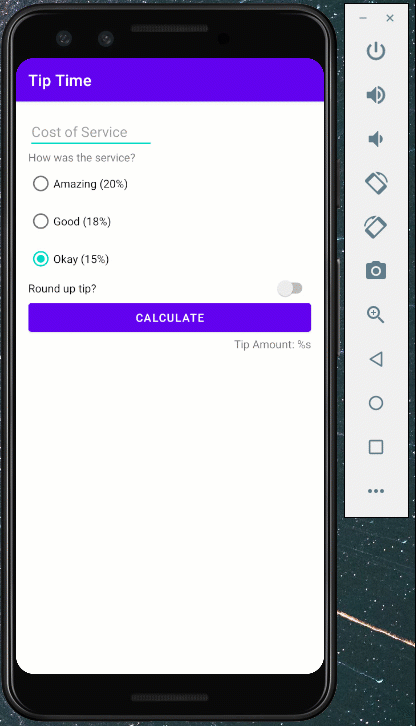 Tip Time
Cost of Service
How was the service?
Amazing (20%)
Good (18%)
Okay (15%)
Round up tip?
CALCULATE
Tip Amount: %s